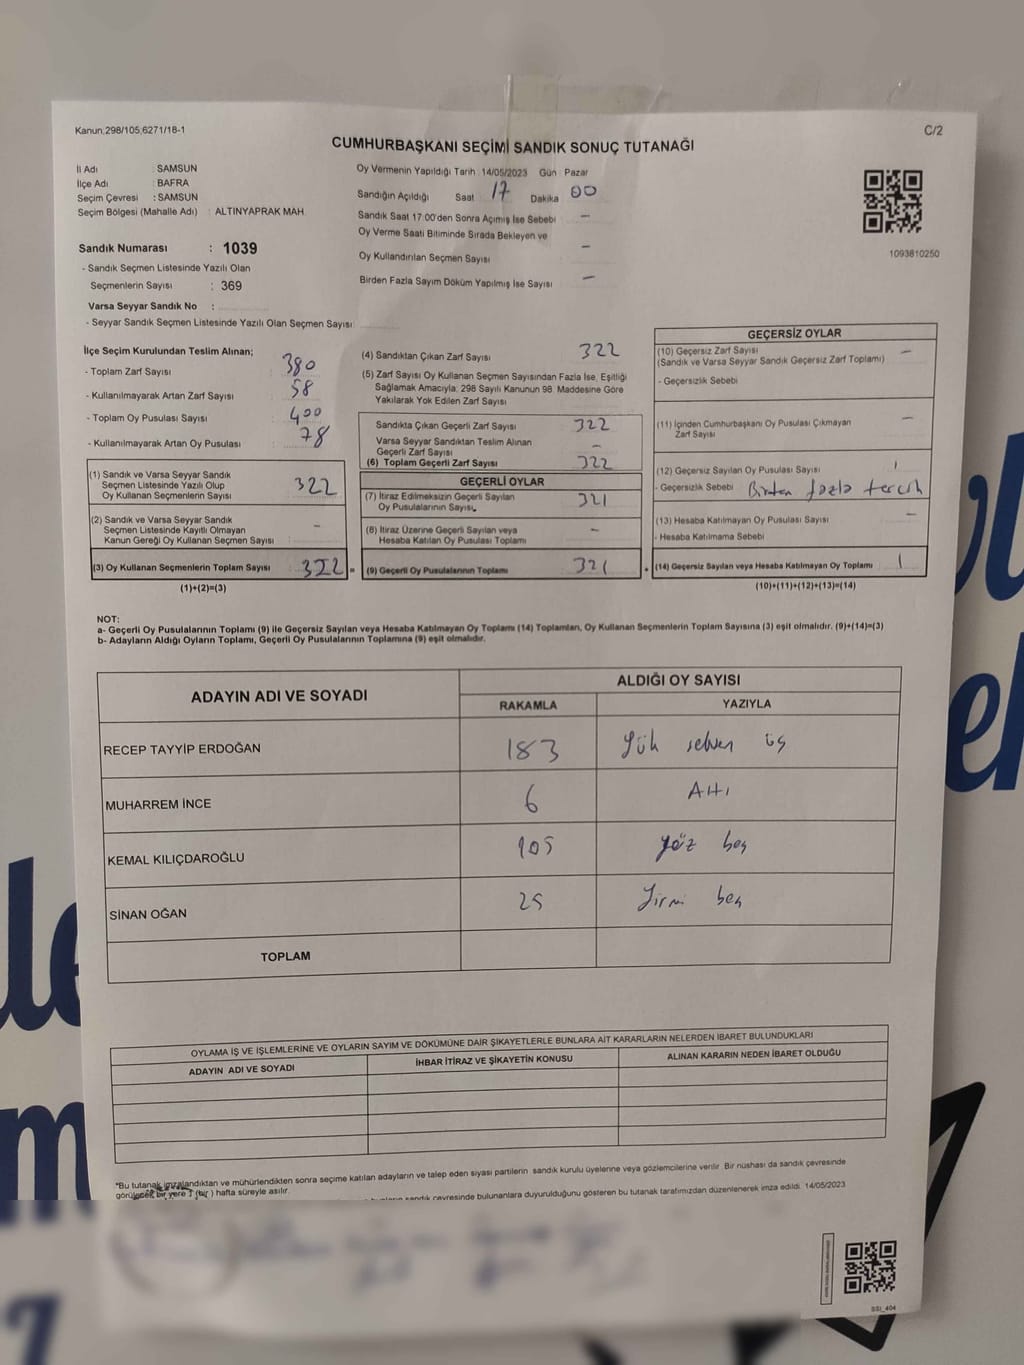 Kanun;298/105,6271/18-1
C/2
CUMHURBAŞKANI SEÇİMİ SANDIK SONUÇ TUTANAĞI
İl Adı : SAMSUN
İlçe Adı : BAFRA
Seçim Çevresi : SAMSUN
Seçim Bölgesi (Mahalle Adı) : ALTINYAPRAK MAH.
Sandık Numarası : 1039
- Sandık Seçmen Listesinde Yazılı Olan
Seçmenlerin Sayısı : 369
Varsa Seyyar Sandık No :
- Seyyar Sandık Seçmen Listesinde Yazılı Olan Seçmen Sayısı:
Oy Vermenin Yapıldığı Tarih :14/05/2023 Gün : Pazar
Sandığın Açıldığı Saat 17 Dakika 00
Sandık Saat 17:00'den Sonra Açımış İse Sebebi –
Oy Verme Saati Bitiminde Sırada Bekleyen ve
Oy Kullandırılan Seçmen Sayısı –
Birden Fazla Sayım Döküm Yapılmış İse Sayısı –
1093810250
İlçe Seçim Kurulundan Teslim Alınan;
- Toplam Zarf Sayısı : 380
- Kullanılmayarak Artan Zarf Sayısı : 58
- Toplam Oy Pusulası Sayısı : 400
- Kullanılmayarak Artan Oy Pusulası : 78
(1) Sandık ve Varsa Seyyar Sandık
Seçmen Listesinde Yazılı Olup
Oy Kullanan Seçmenlerin Sayısı 322
(2) Sandık ve Varsa Seyyar Sandık
Seçmen Listesinde Kayıtlı Olmayan
Kanun Gereği Oy Kullanan Seçmen Sayısı –
(3) Oy Kullanan Seçmenlerin Toplam Sayısı 322 =
(1)+(2)=(3)
(4) Sandıktan Çıkan Zarf Sayısı 322
(5) Zarf Sayısı Oy Kullanan Seçmen Sayısından Fazla İse, Eşitliği
Sağlamak Amacıyla; 298 Sayılı Kanunun 98. Maddesine Göre
Yakılarak Yok Edilen Zarf Sayısı
Sandıkta Çıkan Geçerli Zarf Sayısı 322
Varsa Seyyar Sandıktan Teslim Alınan
Geçerli Zarf Sayısı –
(6) Toplam Geçerli Zarf Sayısı 322
GEÇERLİ OYLAR
(7) İtiraz Edilmeksizin Geçerli Sayılan
Oy Pusulalarının Sayısı 321
(8) İtiraz Üzerine Geçerli Sayılan veya
Hesaba Katılan Oy Pusulası Toplamı –
(9) Geçerli Oy Pusulalarının Toplamı 321 +
GEÇERSİZ OYLAR
(10) Geçersiz Zarf Sayısı –
(Sandık ve Varsa Seyyar Sandık Geçersiz Zarf Toplamı)
- Geçersizlik Sebebi
(11) İçinden Cumhurbaşkanı Oy Pusulası Çıkmayan
Zarf Sayısı –
(12) Geçersiz Sayılan Oy Pusulası Sayısı 1
- Geçersizlik Sebebi Birden fazla tercih
(13) Hesaba Katılmayan Oy Pusulası Sayısı –
- Hesaba Katılmama Sebebi
(14) Geçersiz Sayılan veya Hesaba Katılmayan Oy Toplamı 1
(10)+(11)+(12)+(13)=(14)
NOT:
a- Geçerli Oy Pusulalarının Toplamı (9) ile Geçersiz Sayılan veya Hesaba Katılmayan Oy Toplamı (14) Toplamları, Oy Kullanan Seçmenlerin Toplam Sayısına (3) eşit olmalıdır. (9)+(14)=(3)
b- Adayların Aldığı Oyların Toplamı, Geçerli Oy Pusulalarının Toplamına (9) eşit olmalıdır.
ADAYIN ADI VE SOYADI
ALDIĞI OY SAYISI
RAKAMLA YAZIYLA
RECEP TAYYİP ERDOĞAN 183 Yük seksen üç
MUHARREM İNCE 6 Altı
KEMAL KILIÇDAROĞLU 105 yöz beş
SİNAN OĞAN 25 Yirmi beş
TOPLAM
OYLAMA İŞ VE İŞLEMLERİNE VE OYLARIN SAYIM VE DÖKÜMÜNE DAİR ŞİKAYETLERLE BUNLARA AİT KARARLARIN NELERDEN İBARET BULUNDUKLARI
ADAYIN ADI VE SOYADI İHBAR İTİRAZ VE ŞİKAYETİN KONUSU ALINAN KARARIN NEDEN İBARET OLDUĞU
*Bu tutanak imzalandıktan ve mühürlendikten sonra seçime katılan adayların ve talep eden siyasi partilerin sandık kurulu üyelerine veya gözlemcilerine verilir. Bir nüshası da sandık çevresinde
görülecek bir yere 1 (bir) hafta süreyle asılır.
sandık çevresinde bulunanlara duyurulduğunu gösteren bu tutanak tarafımızdan düzenlenerek imza edildi. 14/05/2023
SSI_404